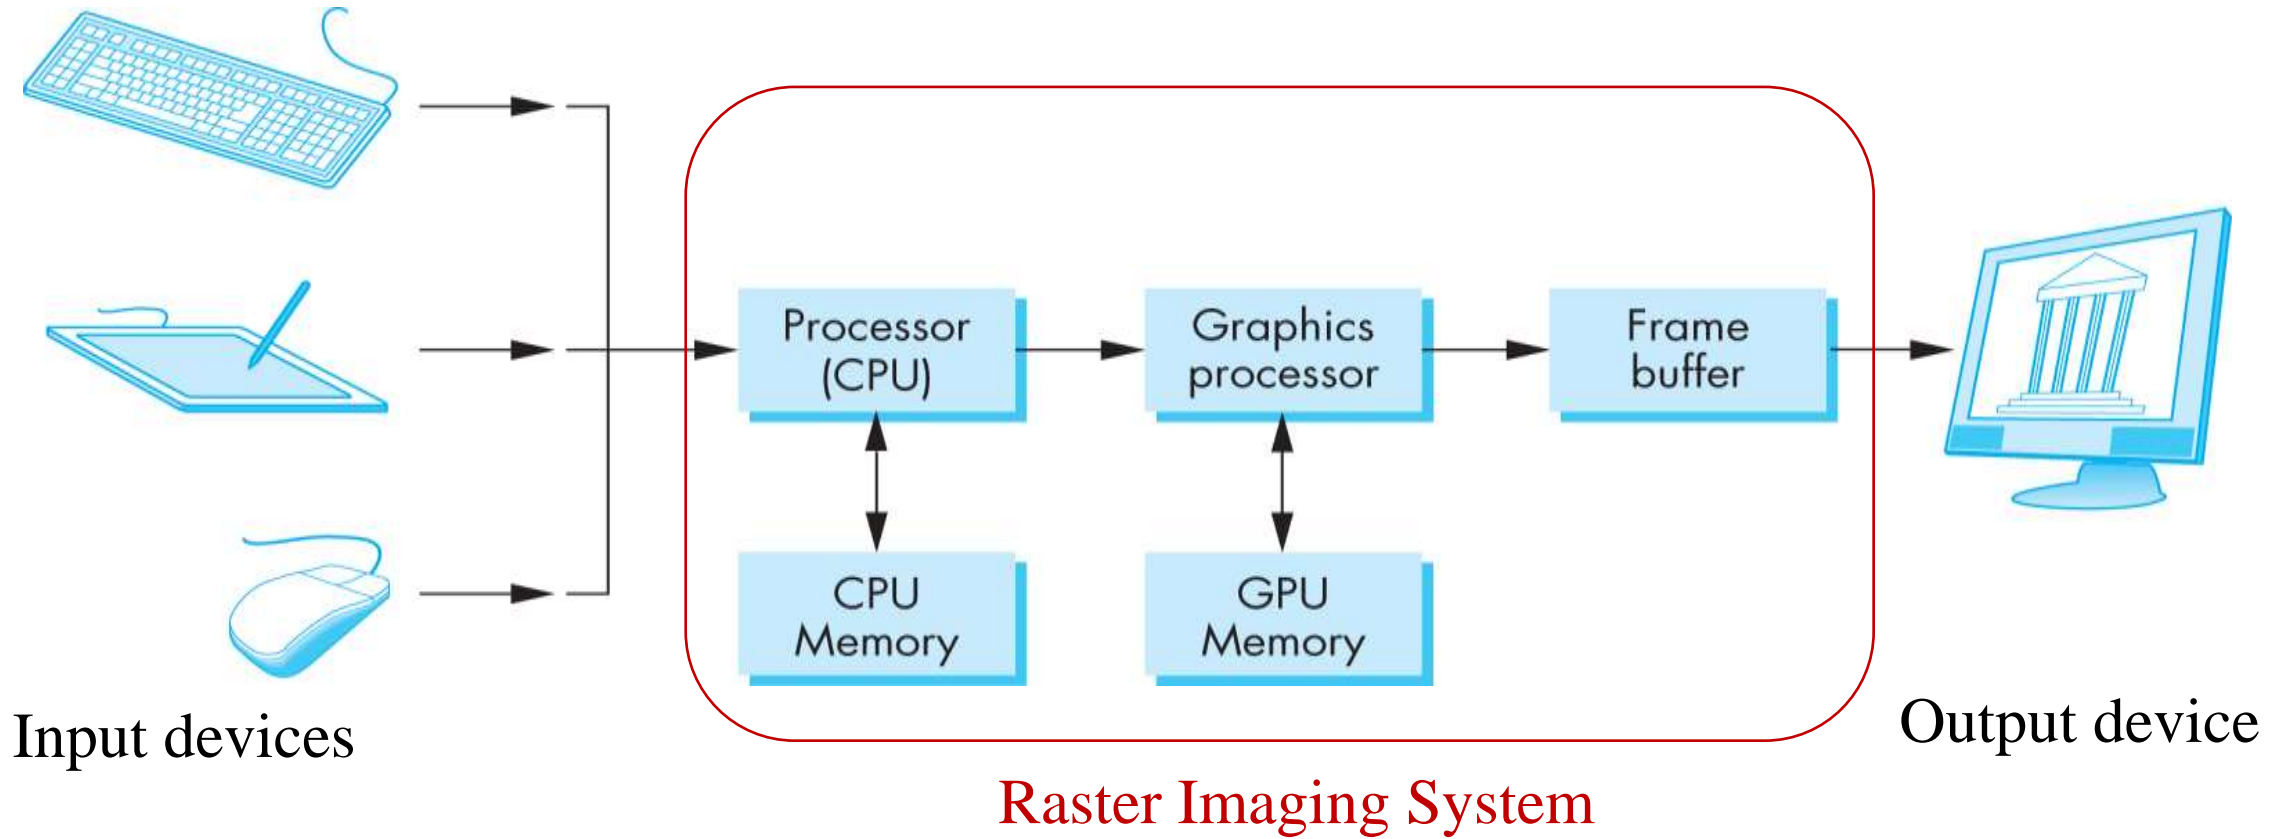 Processor
(CPU)
Graphics
processor
Frame
buffer
CPU
Memory
GPU
Memory
Input devices
Output device
Raster Imaging System